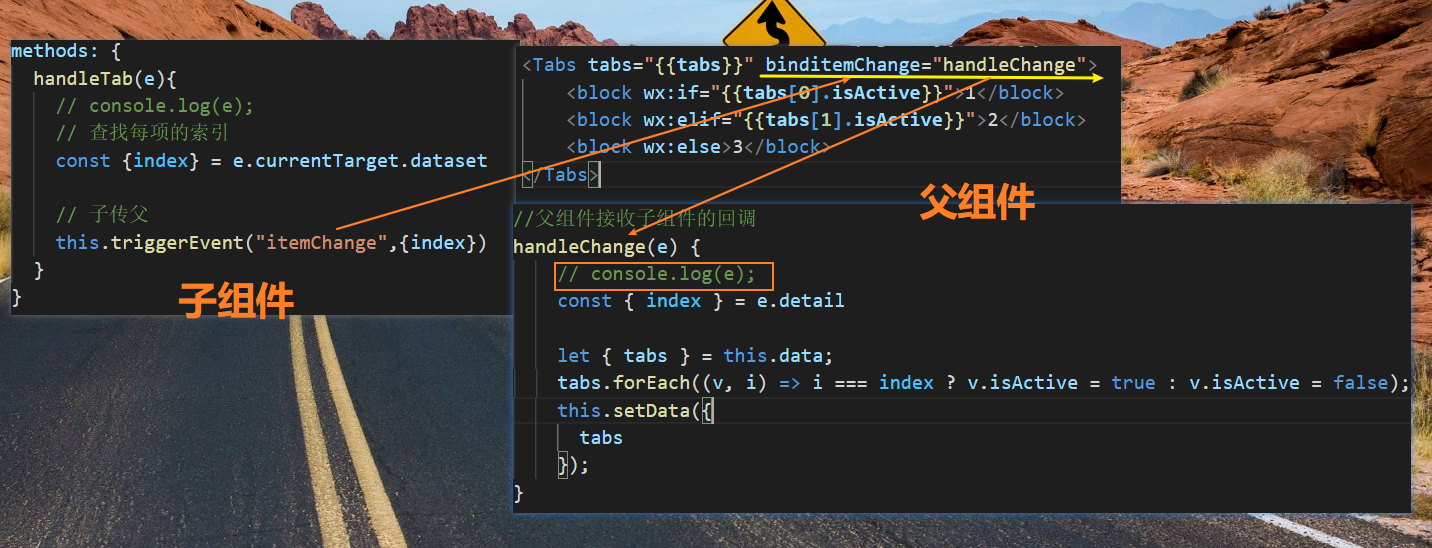 methods: {
handleTab(e){
// console.log(e);
// 查找每项的索引
const {index} = e.currentTarget.dataset
// 子传父
this.triggerEvent("itemChange",{index})
}
}
子组件
<Tabs tabs="{{tabs}}" binditemChange="handleChange">
<block wx:if="{{tabs[0].isActive}}">1</block>
<block wx:elif="{{tabs[1].isActive}}">2</block>
<block wx:else>3</block>
</Tabs>
父组件
//父组件接收子组件的回调
handleChange(e) {
// console.log(e);
const { index } = e.detail
let { tabs } = this.data;
tabs.forEach((v, i) => i === index ? v.isActive = true : v.isActive = false);
this.setData({
tabs
});
}